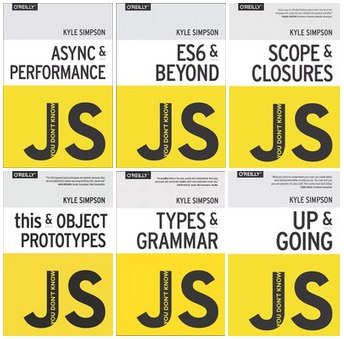 O'REILLY®
KYLE SIMPSON
ASYNC &
PERFORMANCE
YOU DON'T KNOW
JS
O'REILLY®
KYLE SIMPSON
ES6 &
BEYOND
YOU DON'T KNOW
JS
O'REILLY®
KYLE SIMPSON
SCOPE &
CLOSURES
YOU DON'T KNOW
JS
O'REILLY®
KYLE SIMPSON
this & OBJECT
PROTOTYPES
YOU DON'T KNOW
JS
O'REILLY®
KYLE SIMPSON
TYPES &
GRAMMAR
YOU DON'T KNOW
JS
O'REILLY®
KYLE SIMPSON
UP &
GOING
YOU DON'T KNOW
JS